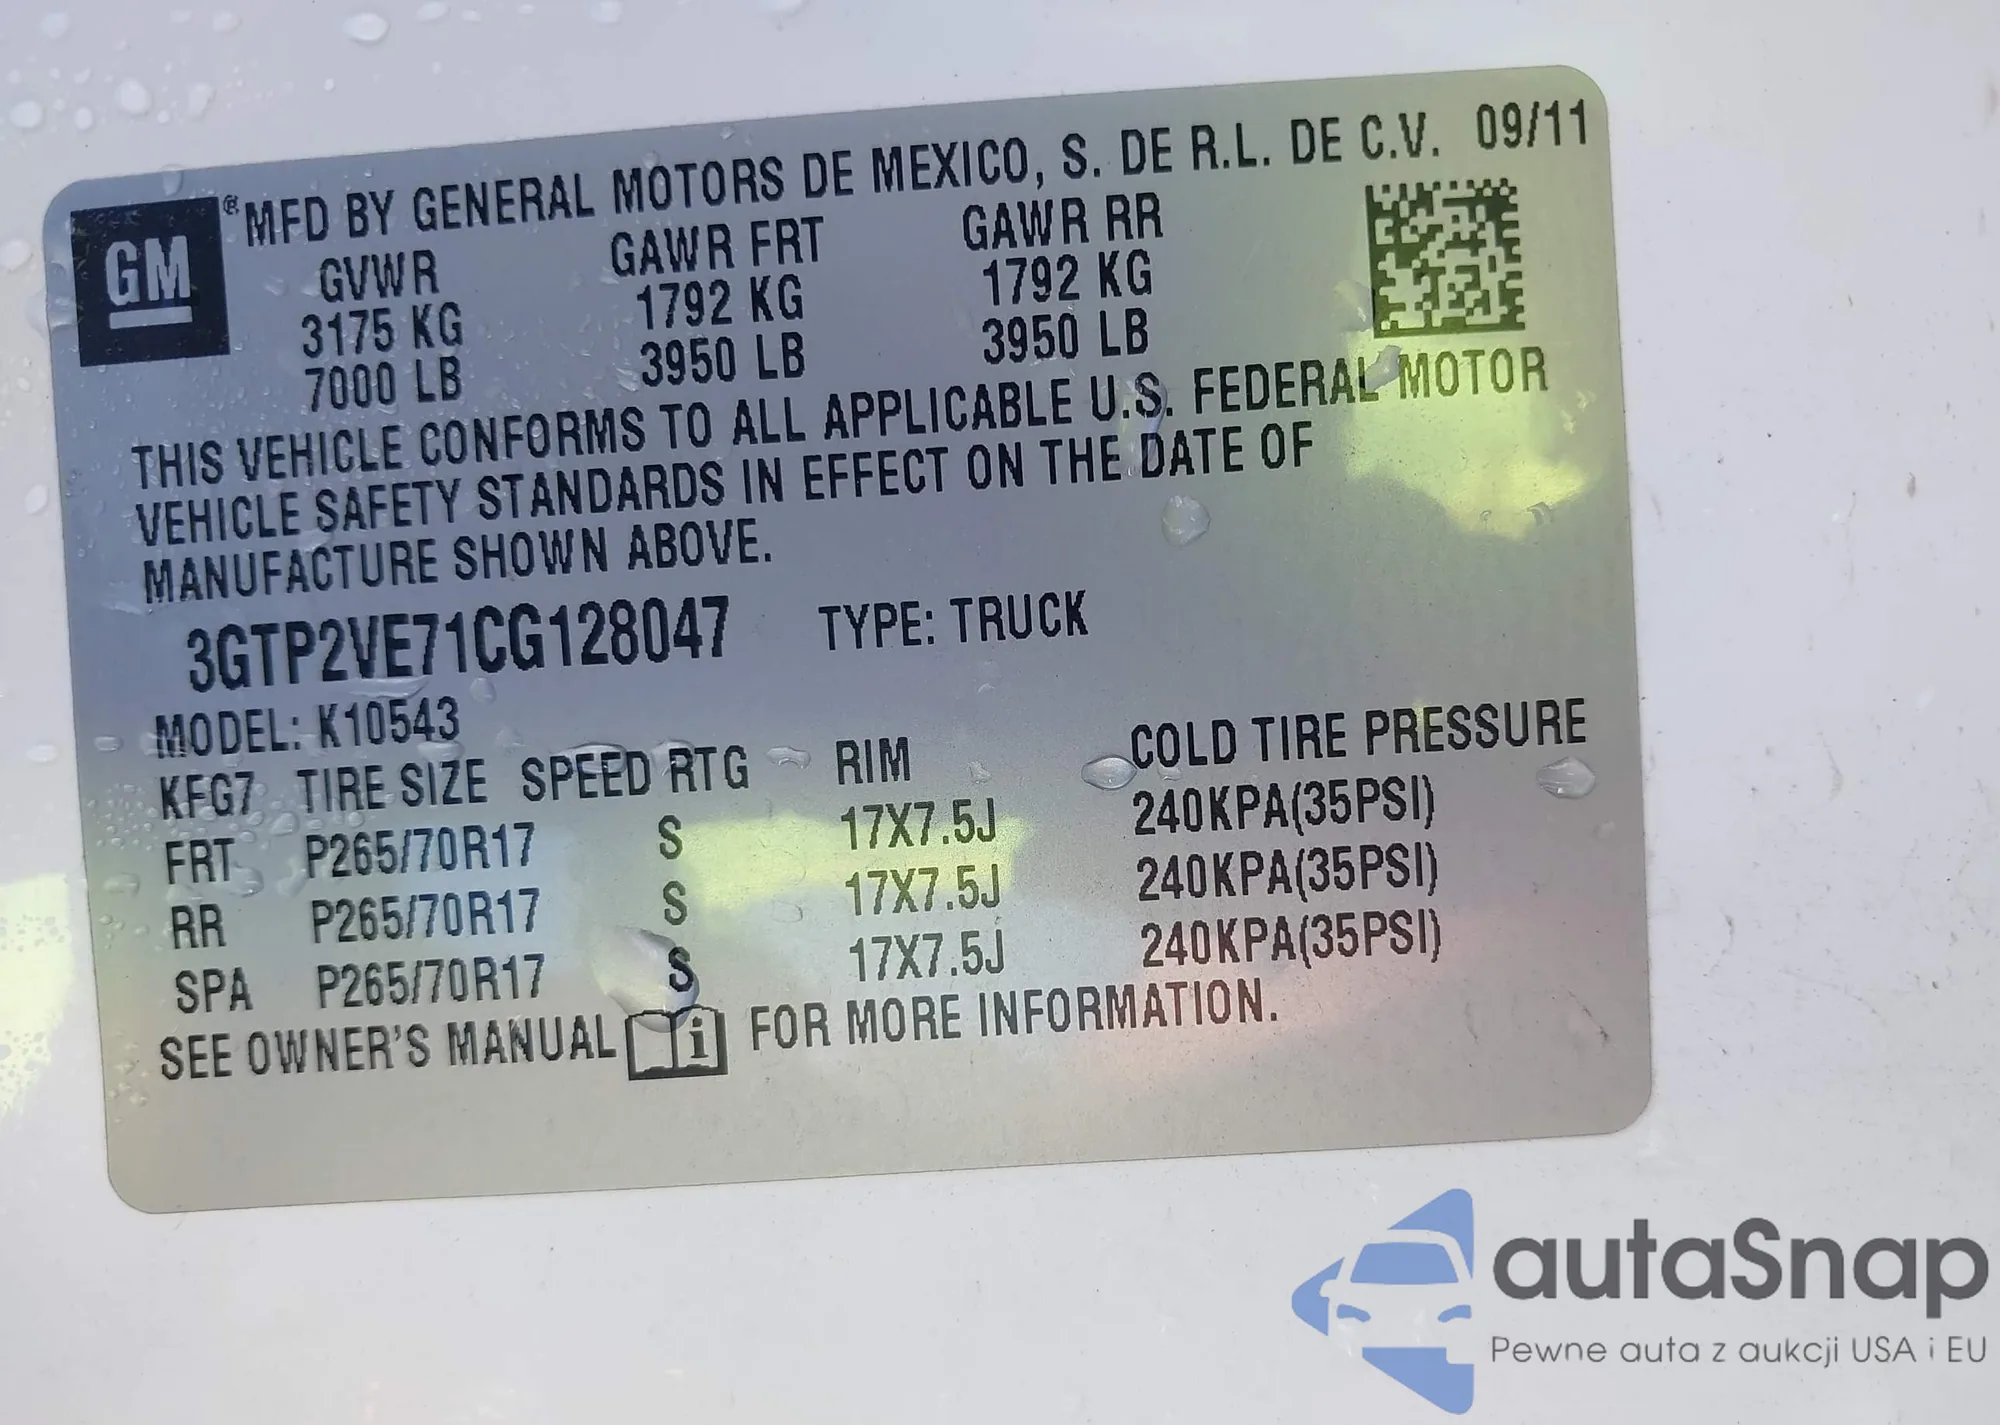 GM ® MFD BY GENERAL MOTORS DE MEXICO, S. DE R.L. DE C.V. 09/11
GVWR GAWR FRT GAWR RR
3175 KG 1792 KG 1792 KG
7000 LB 3950 LB 3950 LB
THIS VEHICLE CONFORMS TO ALL APPLICABLE U.S. FEDERAL MOTOR
VEHICLE SAFETY STANDARDS IN EFFECT ON THE DATE OF
MANUFACTURE SHOWN ABOVE.
3GTP2VE71CG128047 TYPE: TRUCK
MODEL: K10543
KFG7 TIRE SIZE SPEED RTG RIM COLD TIRE PRESSURE
FRT P265/70R17 S 17X7.5J 240KPA(35PSI)
RR P265/70R17 S 17X7.5J 240KPA(35PSI)
SPA P265/70R17 S 17X7.5J 240KPA(35PSI)
SEE OWNER'S MANUAL i FOR MORE INFORMATION.
autaSnap
Pewne auta z aukcji USA i EU